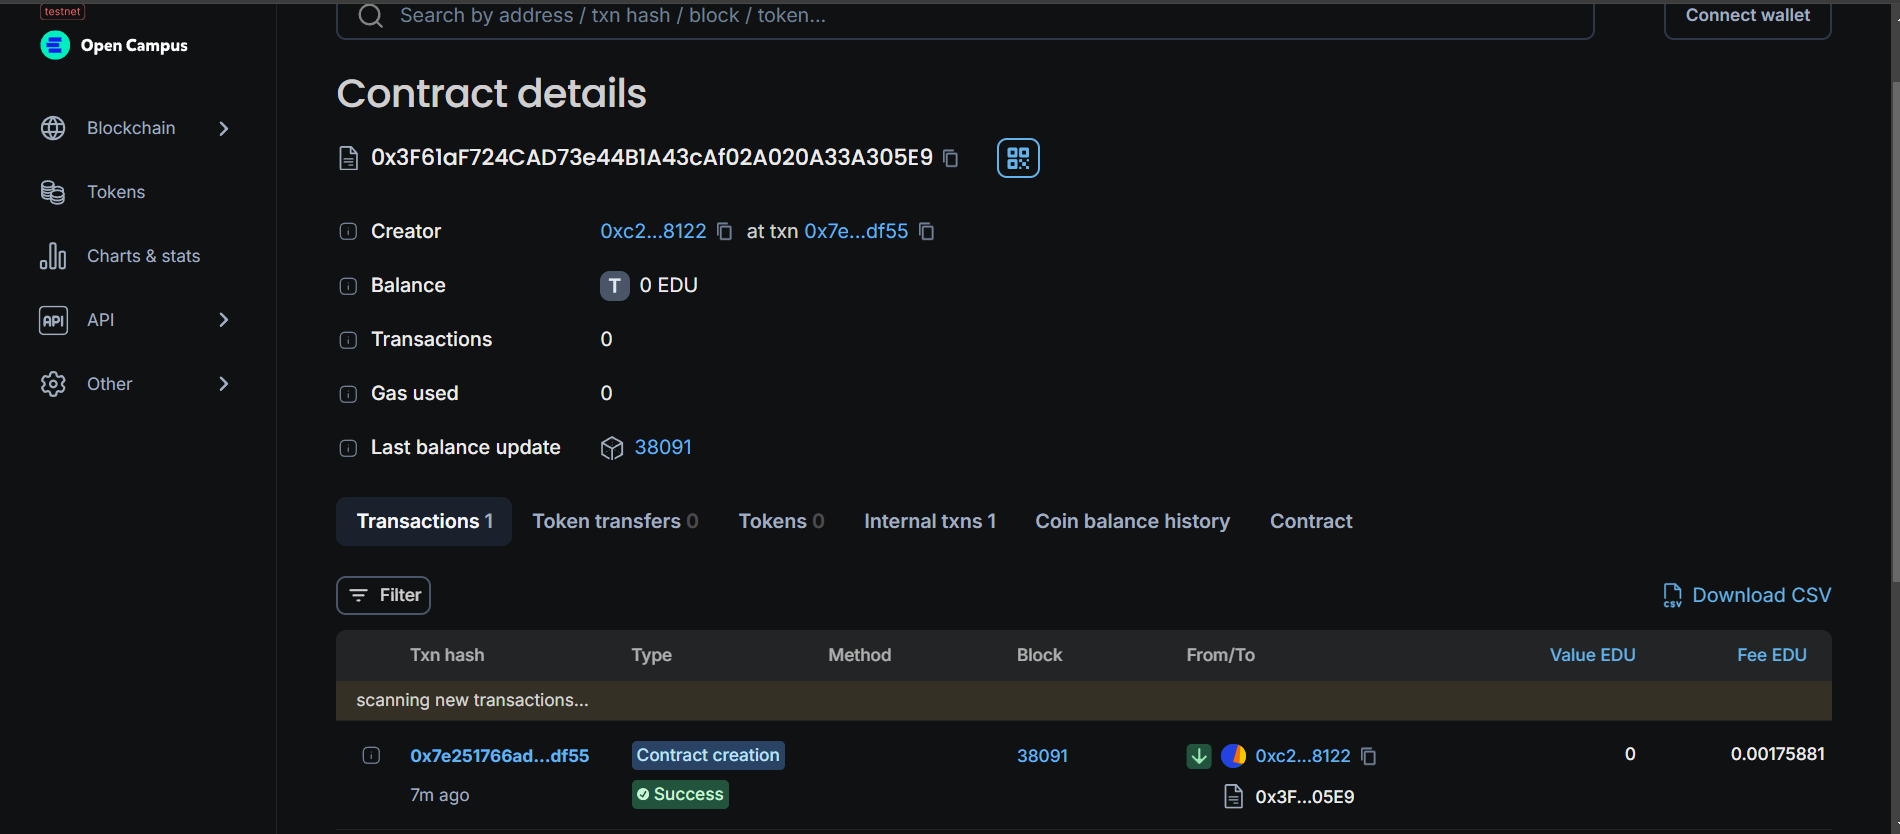 testnet
Open Campus
Search by address / txn hash / block / token...
Connect wallet
Blockchain
Tokens
Charts & stats
API
API
Other
Contract details
0x3F61aF724CAD73e44B1A43cAf02A020A33A305E9
Creator 0xc2...8122 at txn 0x7e...df55
Balance T 0 EDU
Transactions 0
Gas used 0
Last balance update 38091
Transactions 1 Token transfers 0 Tokens 0 Internal txns 1 Coin balance history Contract
Filter
CSV Download CSV
Txn hash Type Method Block From/To Value EDU Fee EDU
scanning new transactions...
0x7e251766ad...df55 Contract creation 38091 0xc2...8122 0 0.00175881
7m ago Success 0x3F...05E9